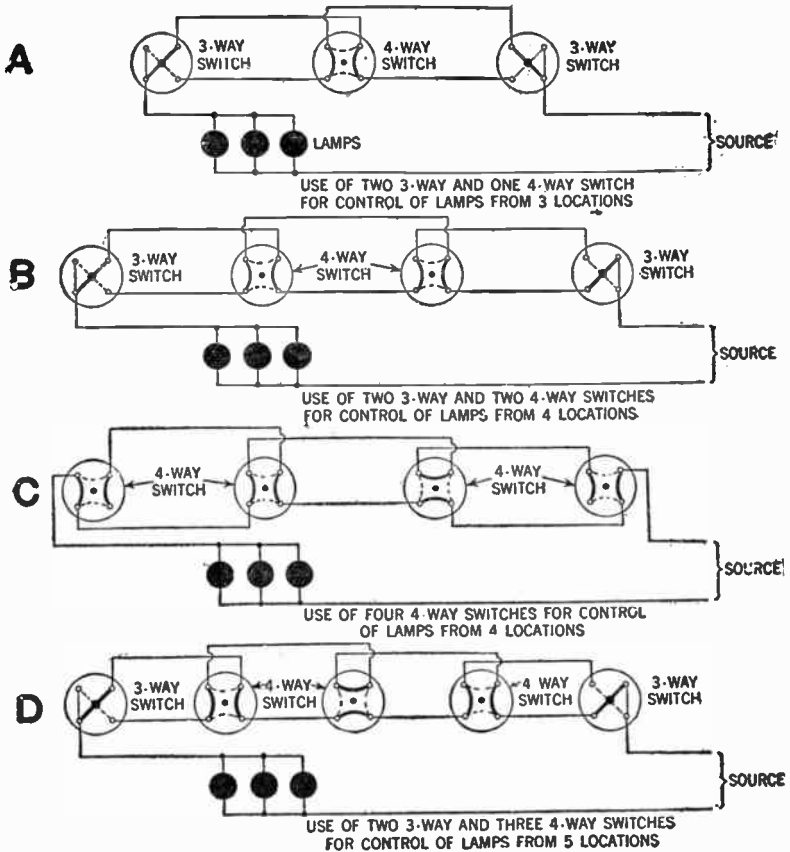 A
3-WAY
SWITCH
4-WAY
SWITCH
3-WAY
SWITCH
LAMPS
SOURCE
USE OF TWO 3-WAY AND ONE 4-WAY SWITCH
FOR CONTROL OF LAMPS FROM 3 LOCATIONS
B
3-WAY
SWITCH
4-WAY
SWITCH
3-WAY
SWITCH
SOURCE
USE OF TWO 3-WAY AND TWO 4-WAY SWITCHES
FOR CONTROL OF LAMPS FROM 4 LOCATIONS
C
4-WAY
SWITCH
4-WAY
SWITCH
SOURCE
USE OF FOUR 4-WAY SWITCHES FOR CONTROL
OF LAMPS FROM 4 LOCATIONS
D
3-WAY
SWITCH
4-WAY
SWITCH
4 WAY
SWITCH
3-WAY
SWITCH
SOURCE
USE OF TWO 3-WAY AND THREE 4-WAY SWITCHES
FOR CONTROL OF LAMPS FROM 5 LOCATIONS